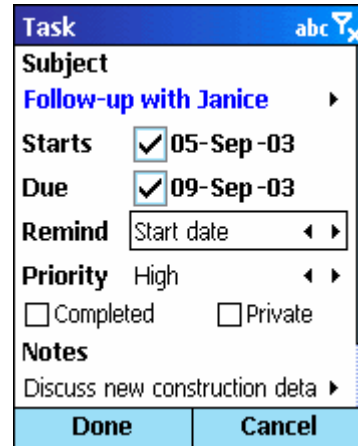 Task abc
Subject
Follow-up with Janice
Starts 05-Sep-03
Due 09-Sep-03
Remind Start date
Priority High
Completed Private
Notes
Discuss new construction deta
Done Cancel